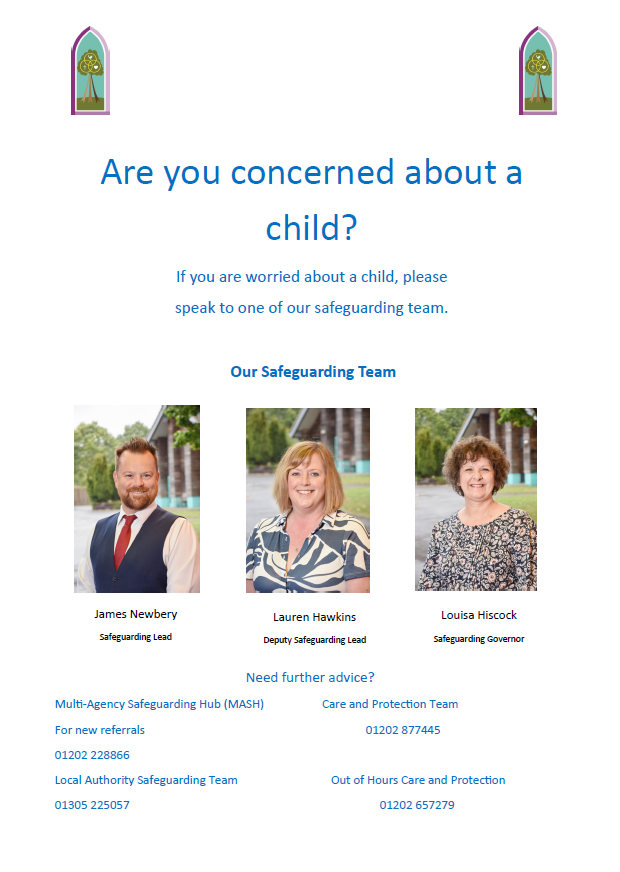 Are you concerned about a
child?
If you are worried about a child, please
speak to one of our safeguarding team.
Our Safeguarding Team
James Newbery
Safeguarding Lead
Lauren Hawkins
Deputy Safeguarding Lead
Louisa Hiscock
Safeguarding Governor
Need further advice?
Multi-Agency Safeguarding Hub (MASH)
Care and Protection Team
For new referrals
01202 877445
01202 228866
Local Authority Safeguarding Team
Out of Hours Care and Protection
01305 225057
01202 657279